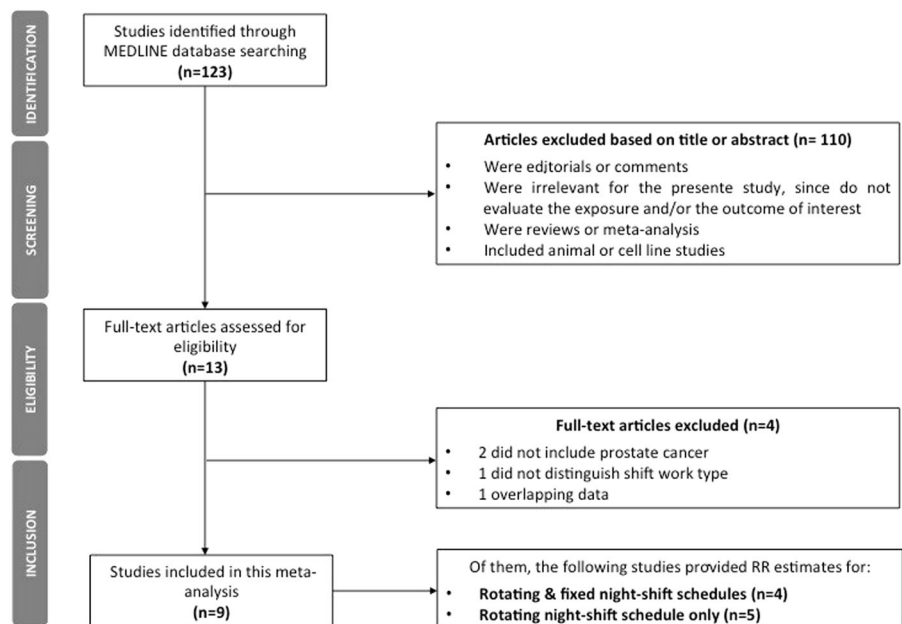 IDENTIFICATION
Studies identified through
MEDLINE database searching
(n=123)
SCREENING
Articles excluded based on title or abstract (n= 110)
• Were editorials or comments
• Were irrelevant for the presente study, since do not
evaluate the exposure and/or the outcome of interest
• Were reviews or meta-analysis
• Included animal or cell line studies
ELIGIBILITY
Full-text articles assessed for
eligibility
(n=13)
Full-text articles excluded (n=4)
• 2 did not include prostate cancer
• 1 did not distinguish shift work type
• 1 overlapping data
INCLUSION
Studies included in this meta-
analysis
(n=9)
Of them, the following studies provided RR estimates for:
• Rotating & fixed night-shift schedules (n=4)
• Rotating night-shift schedule only (n=5)